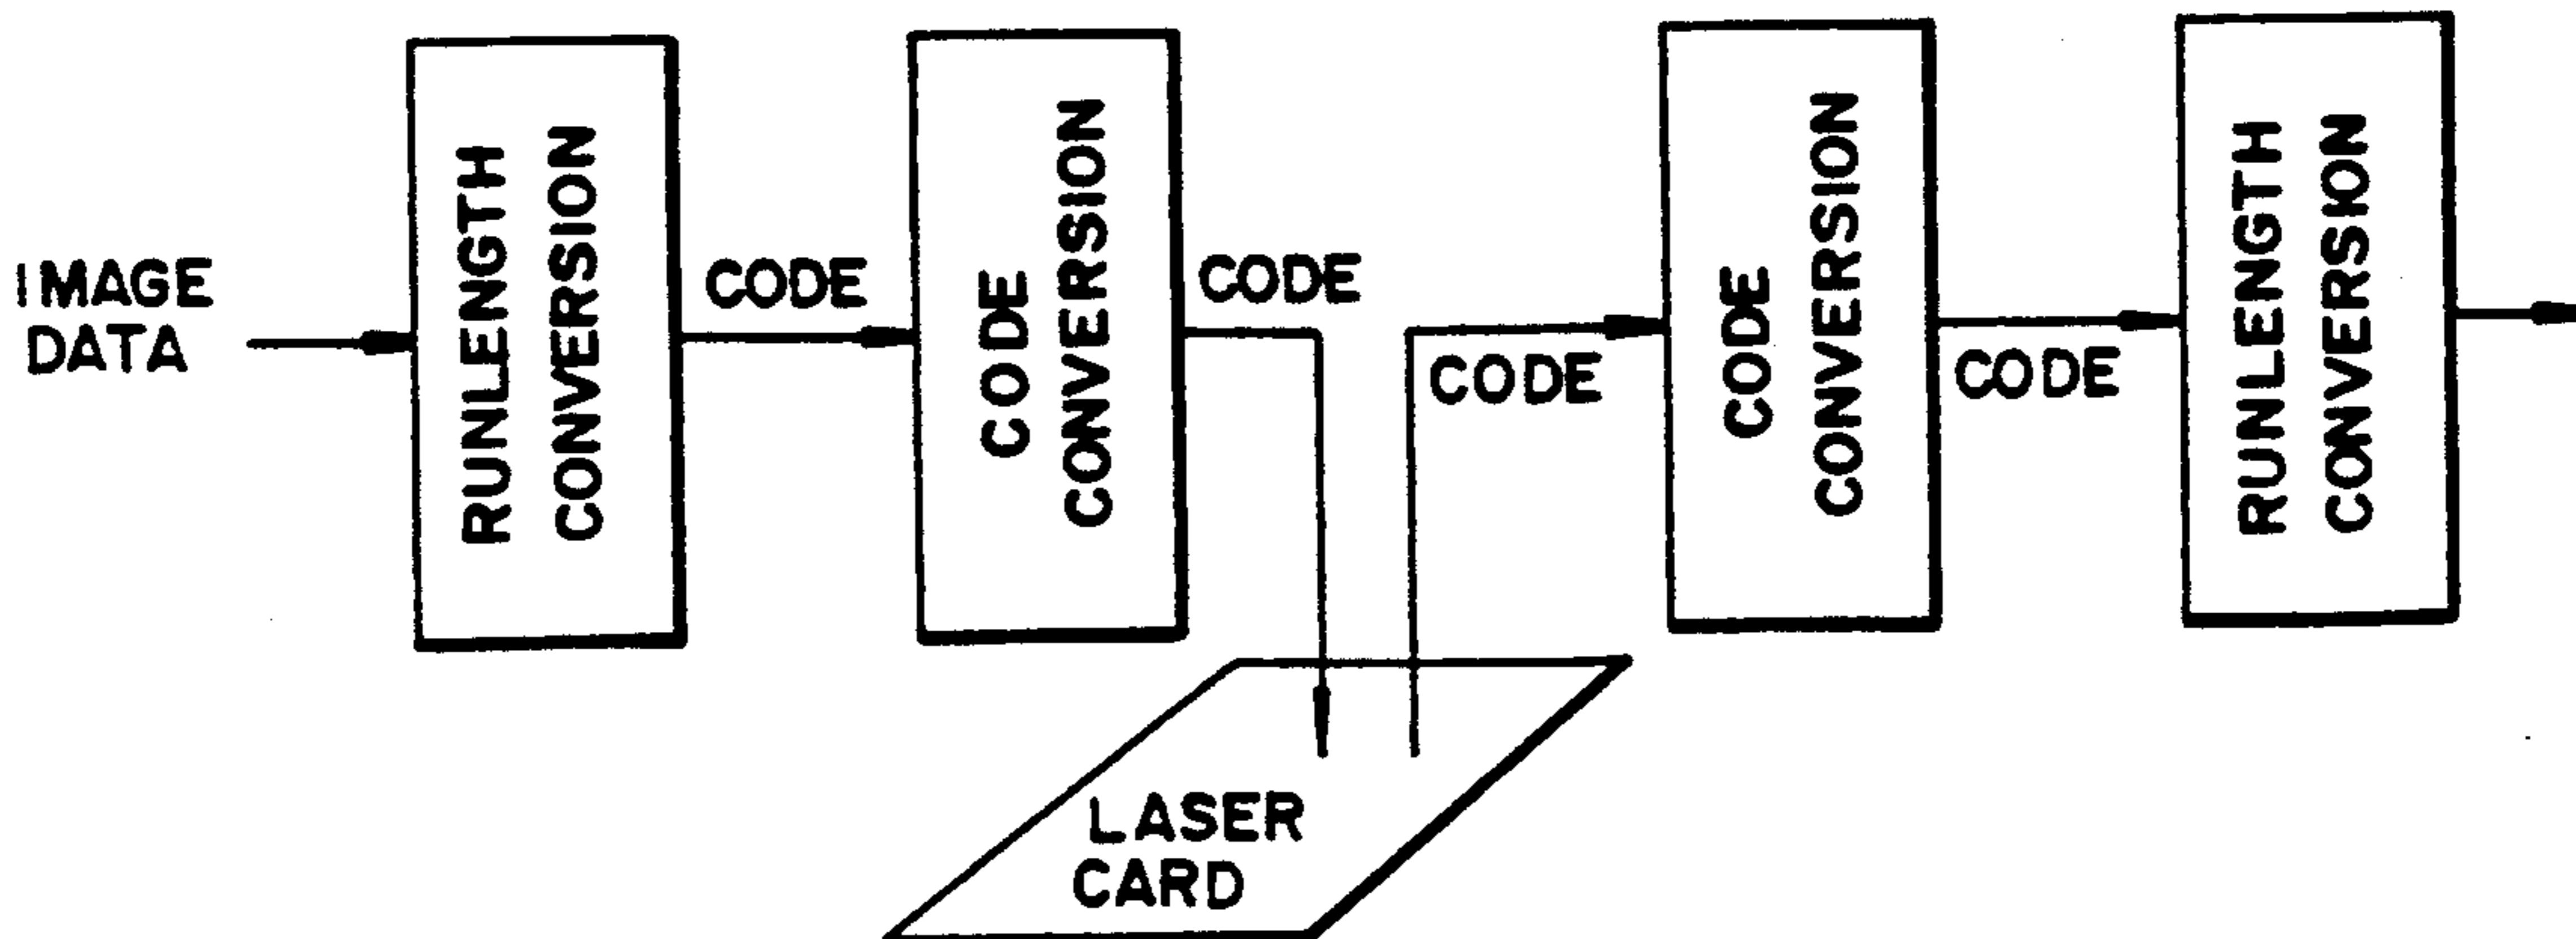 IMAGE
DATA
RUNLENGTH
CONVERSION
CODE
CODE
CONVERSION
CODE
CODE
CODE
CONVERSION
CODE
RUNLENGTH
CONVERSION
LASER
CARD